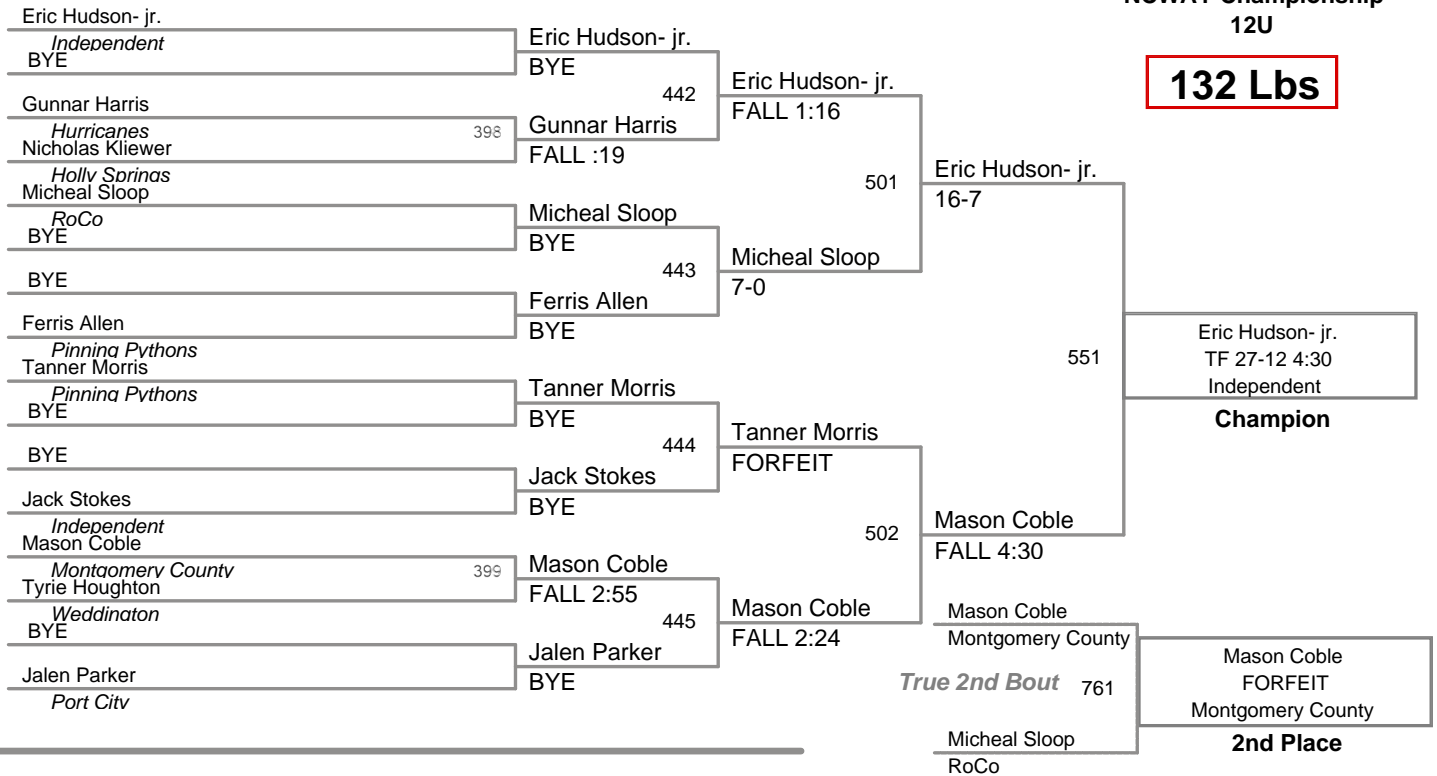 12U
132 Lbs
Eric Hudson- jr.
Independent
BYE
Gunnar Harris
Hurricanes
Nicholas Kliewer
Holly Springs
Micheal Sloop
RoCo
BYE
BYE
Ferris Allen
Pinning Pythons
Tanner Morris
Pinning Pythons
BYE
BYE
Jack Stokes
Independent
Mason Coble
Montgomery County
Tyrie Houghton
Weddington
BYE
Jalen Parker
Port City
398
399
Eric Hudson- jr.
BYE
Gunnar Harris
FALL :19
Micheal Sloop
BYE
Ferris Allen
BYE
Tanner Morris
BYE
Jack Stokes
BYE
Mason Coble
FALL 2:55
Jalen Parker
BYE
442
443
444
445
Eric Hudson- jr.
FALL 1:16
Micheal Sloop
7-0
Tanner Morris
FORFEIT
Mason Coble
FALL 2:24
501
502
Eric Hudson- jr.
16-7
Mason Coble
FALL 4:30
551
Eric Hudson- jr.
TF 27-12 4:30
Independent
Champion
Mason Coble
Montgomery County
True 2nd Bout 761
Micheal Sloop
RoCo
Mason Coble
FORFEIT
Montgomery County
2nd Place